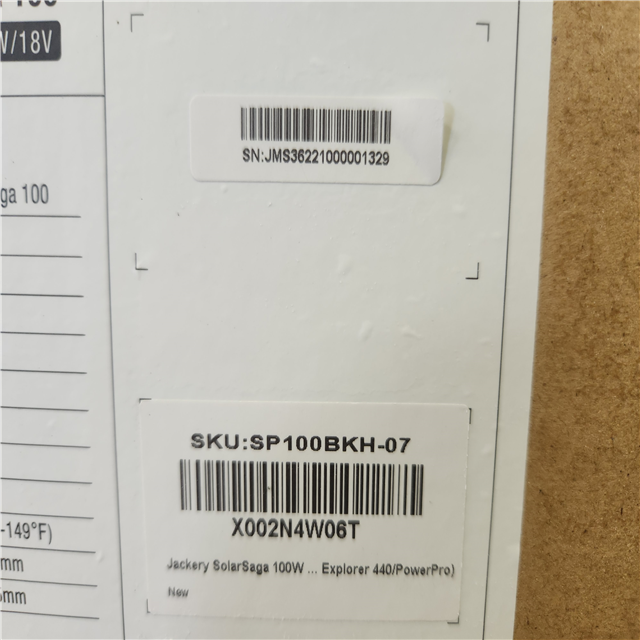 W/18V
ga 100
-149°F)
mm
mm
SN:JMS36221000001329
SKU:SP100BKH-07
X002N4W06T
Jackery SolarSaga 100W ... Explorer 440/PowerPro)
New